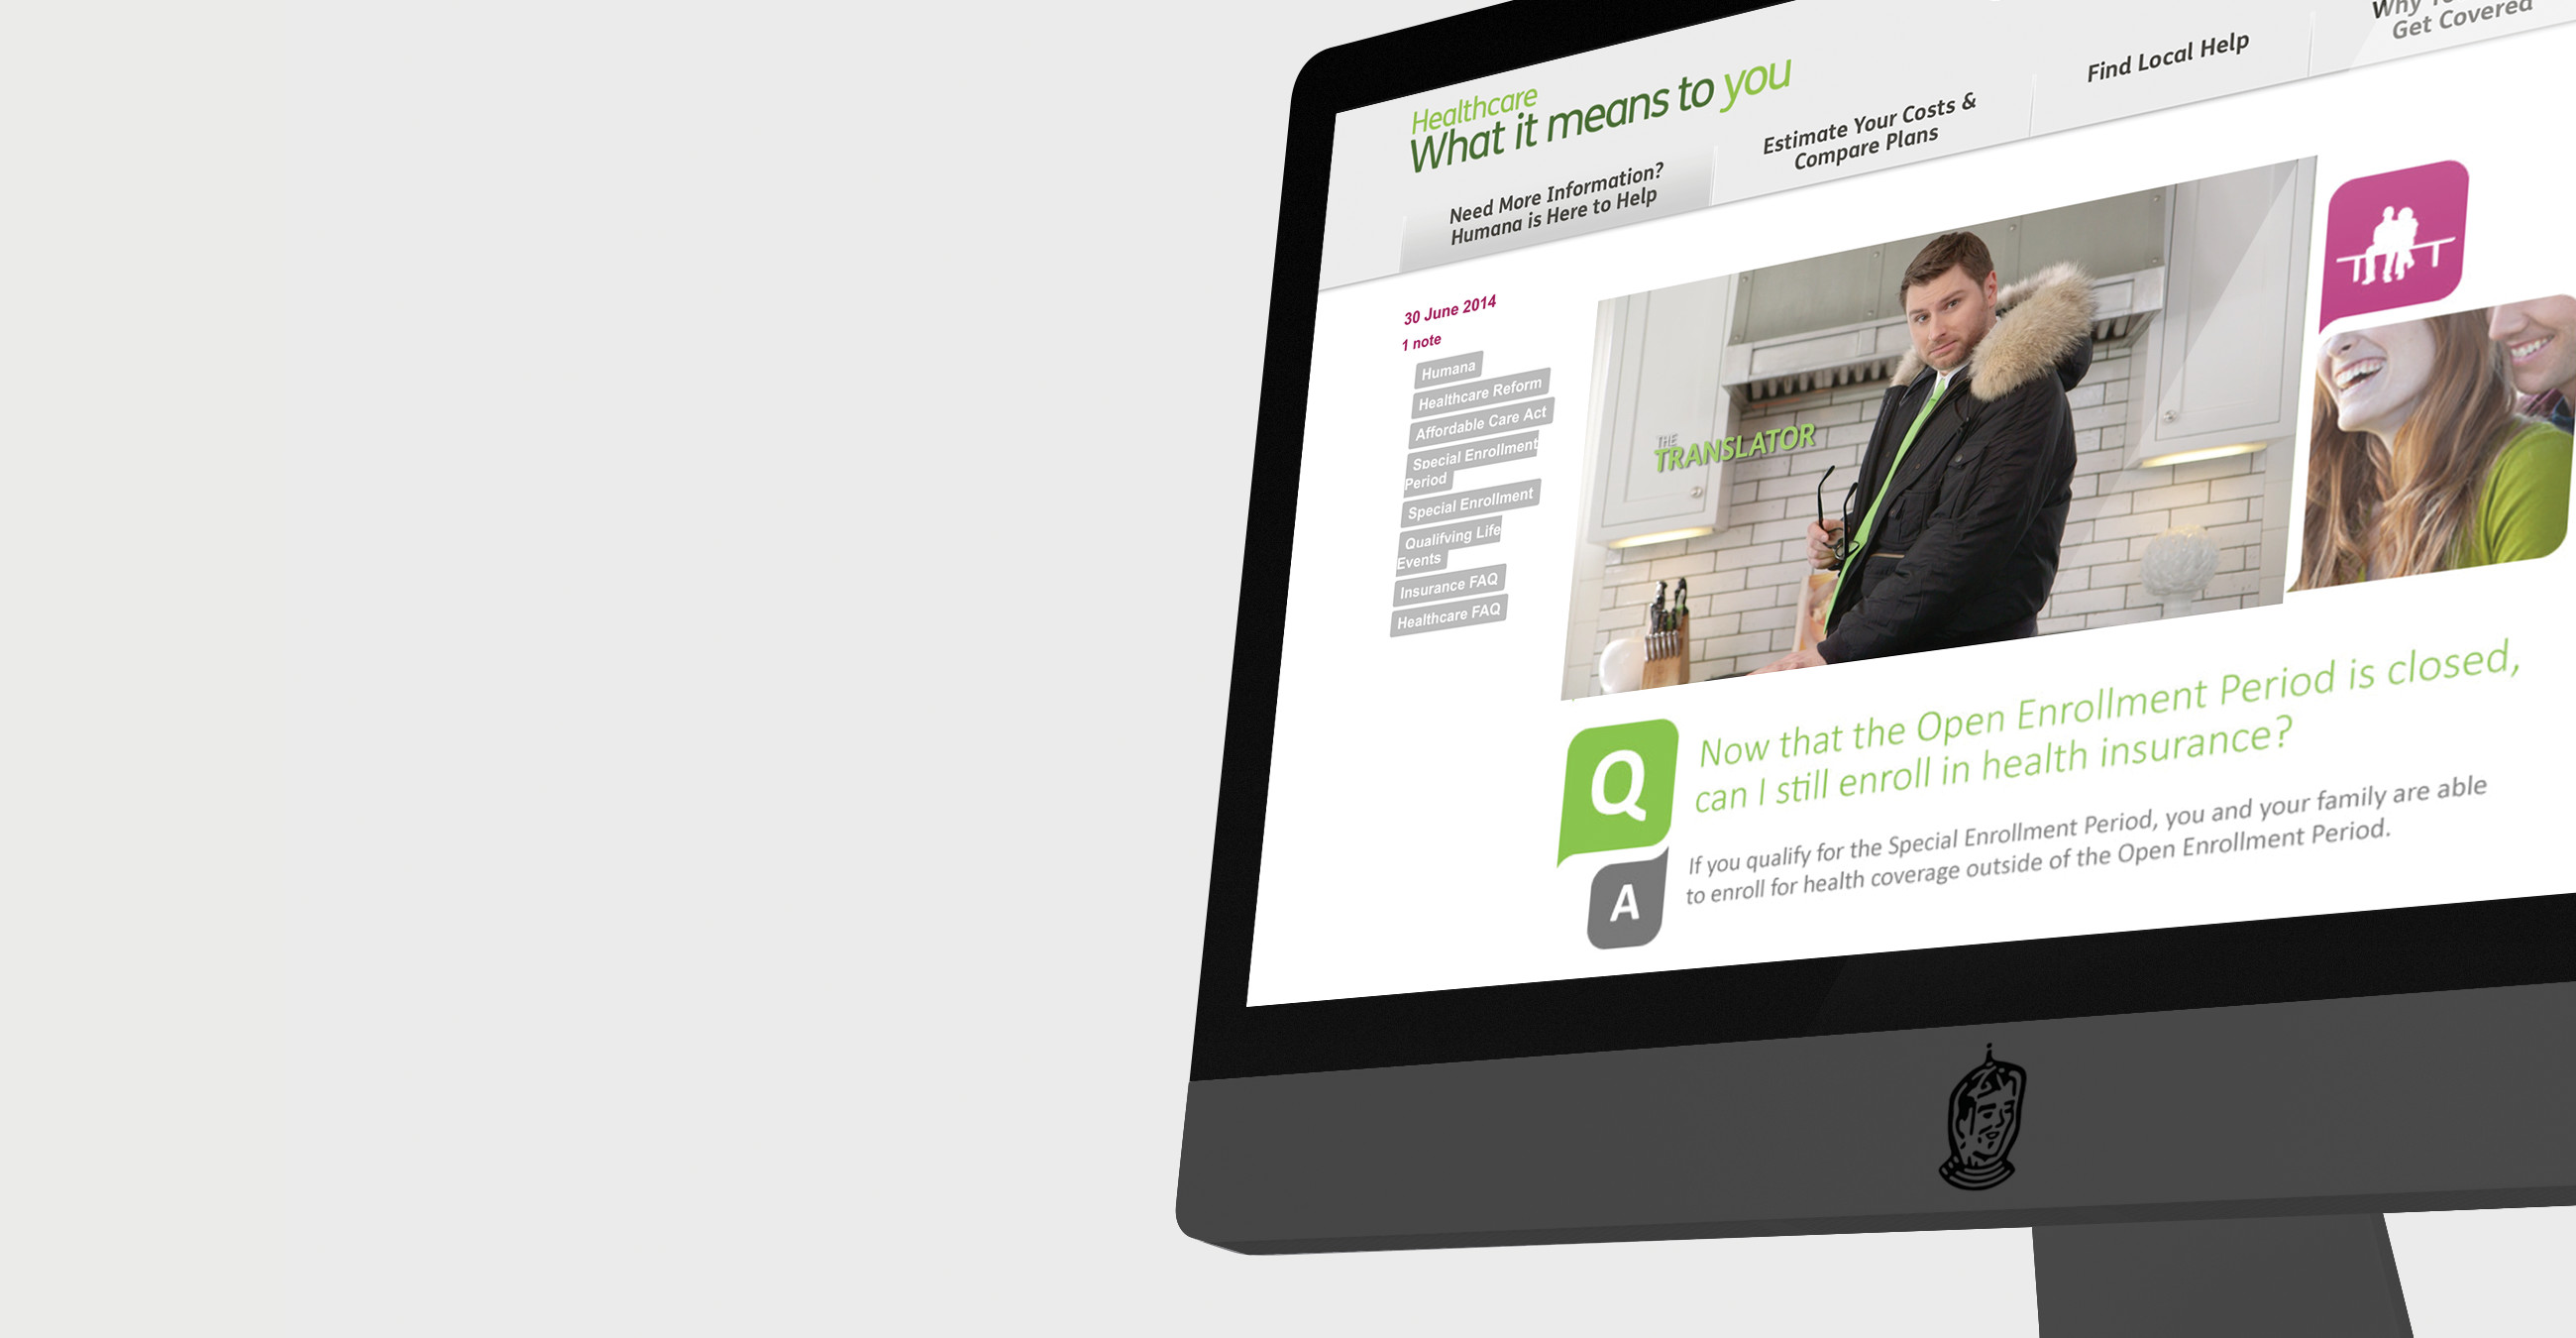 Healthcare
What it means to you
Need More Information?
Humana is Here to Help
Estimate Your Costs &
Compare Plans
Find Local Help
Why
Get Covered
30 June 2014
1 note
Humana
Healthcare Reform
Affordable Care Act
Special Enrollment
Period
Special Enrollment
Qualifying Life
Events
Insurance FAQ
Healthcare FAQ
THE
TRANSLATOR
Q
Now that the Open Enrollment Period is closed,
can I still enroll in health insurance?
A
If you qualify for the Special Enrollment Period, you and your family are able
to enroll for health coverage outside of the Open Enrollment Period.